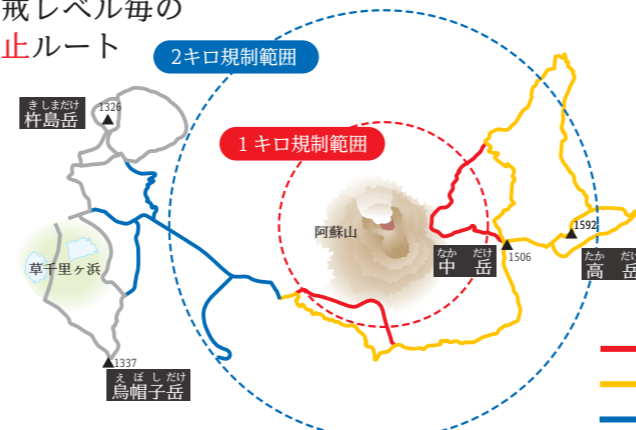 戒レベル毎の
止ルート
2キロ規制範囲
きしまだけ
1326
杵島岳
1キロ規制範囲
阿蘇山
1592
なか だけ
中 岳
1506
たか だけ
高 岳
草千里ヶ浜
1337
えぼしだけ
烏帽子岳